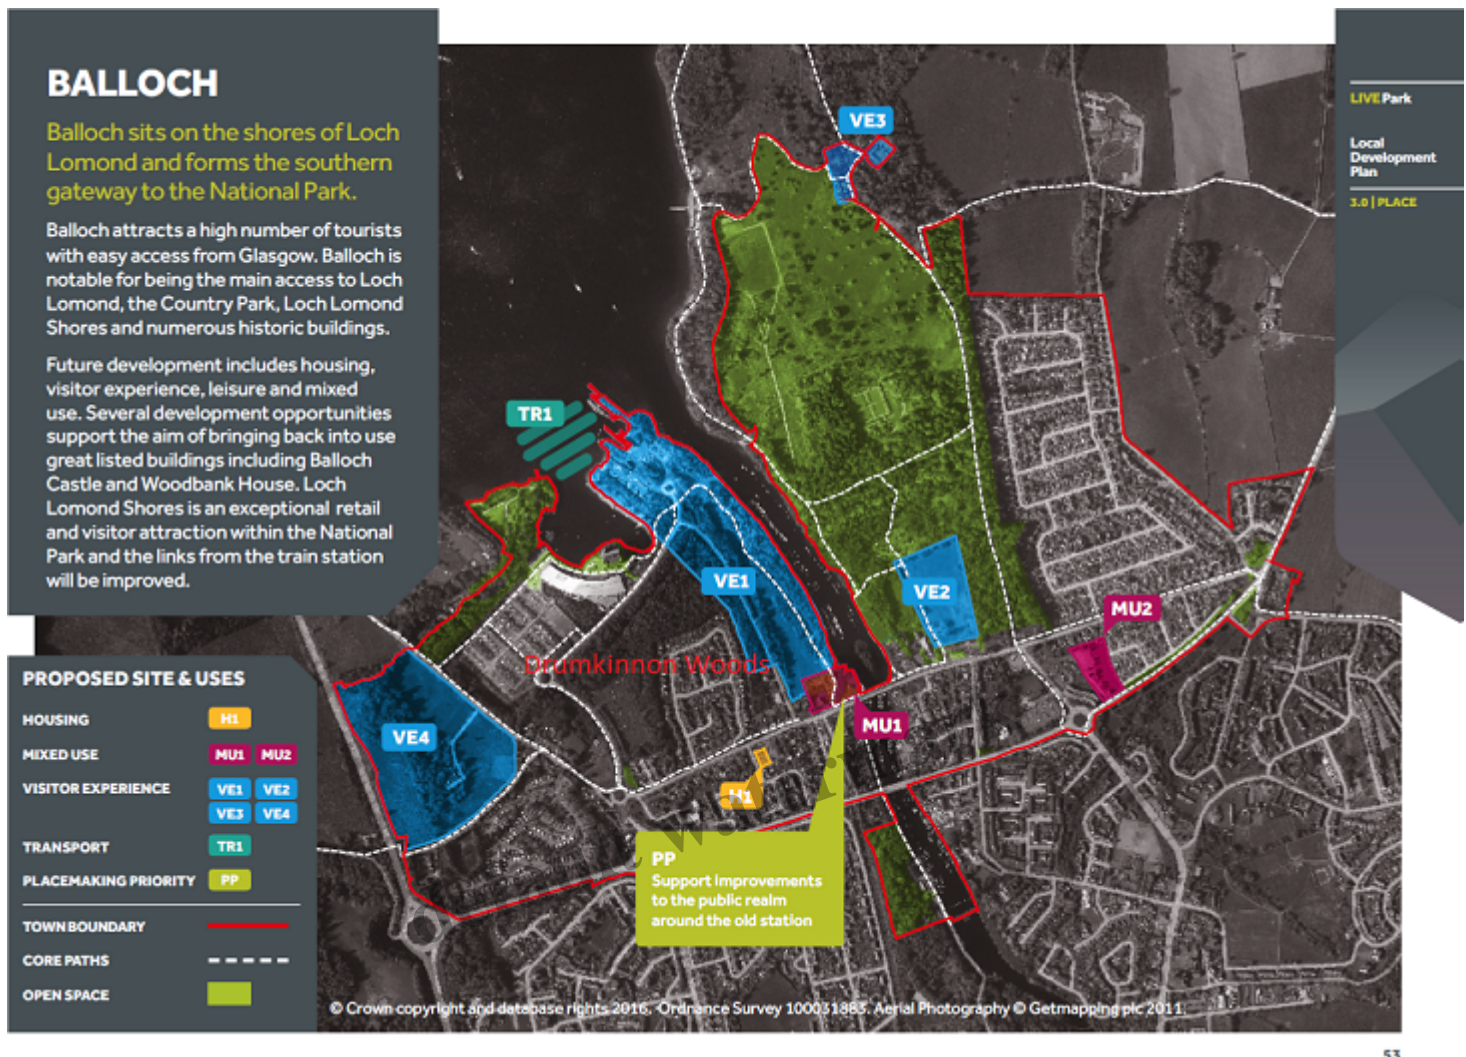 BALLOCH
Balloch sits on the shores of Loch
Lomond and forms the southern
gateway to the National Park.
Balloch attracts a high number of tourists
with easy access from Glasgow. Balloch is
notable for being the main access to Loch
Lomond, the Country Park, Loch Lomond
Shores and numerous historic buildings.
Future development includes housing,
visitor experience, leisure and mixed
use. Several development opportunities
support the aim of bringing back into use
great listed buildings including Balloch
Castle and Woodbank House. Loch
Lomond Shores is an exceptional retail
and visitor attraction within the National
Park and the links from the train station
will be improved.
LIVE Park
Local
Development
Plan
3.0 | PLACE
VE3
TR1
VE1
VE2
MU2
Drumkinnon Woods
VE4
MU1
H1
PP
Support improvements
to the public realm
around the old station
PROPOSED SITE & USES
HOUSING H1
MIXED USE MU1 MU2
VISITOR EXPERIENCE VE1 VE2
VE3 VE4
TRANSPORT TR1
PLACEMAKING PRIORITY PP
TOWN BOUNDARY
CORE PATHS
OPEN SPACE
© Crown copyright and database rights 2016. Ordnance Survey 100031883. Aerial Photography © Getmapping plc 2011.
53